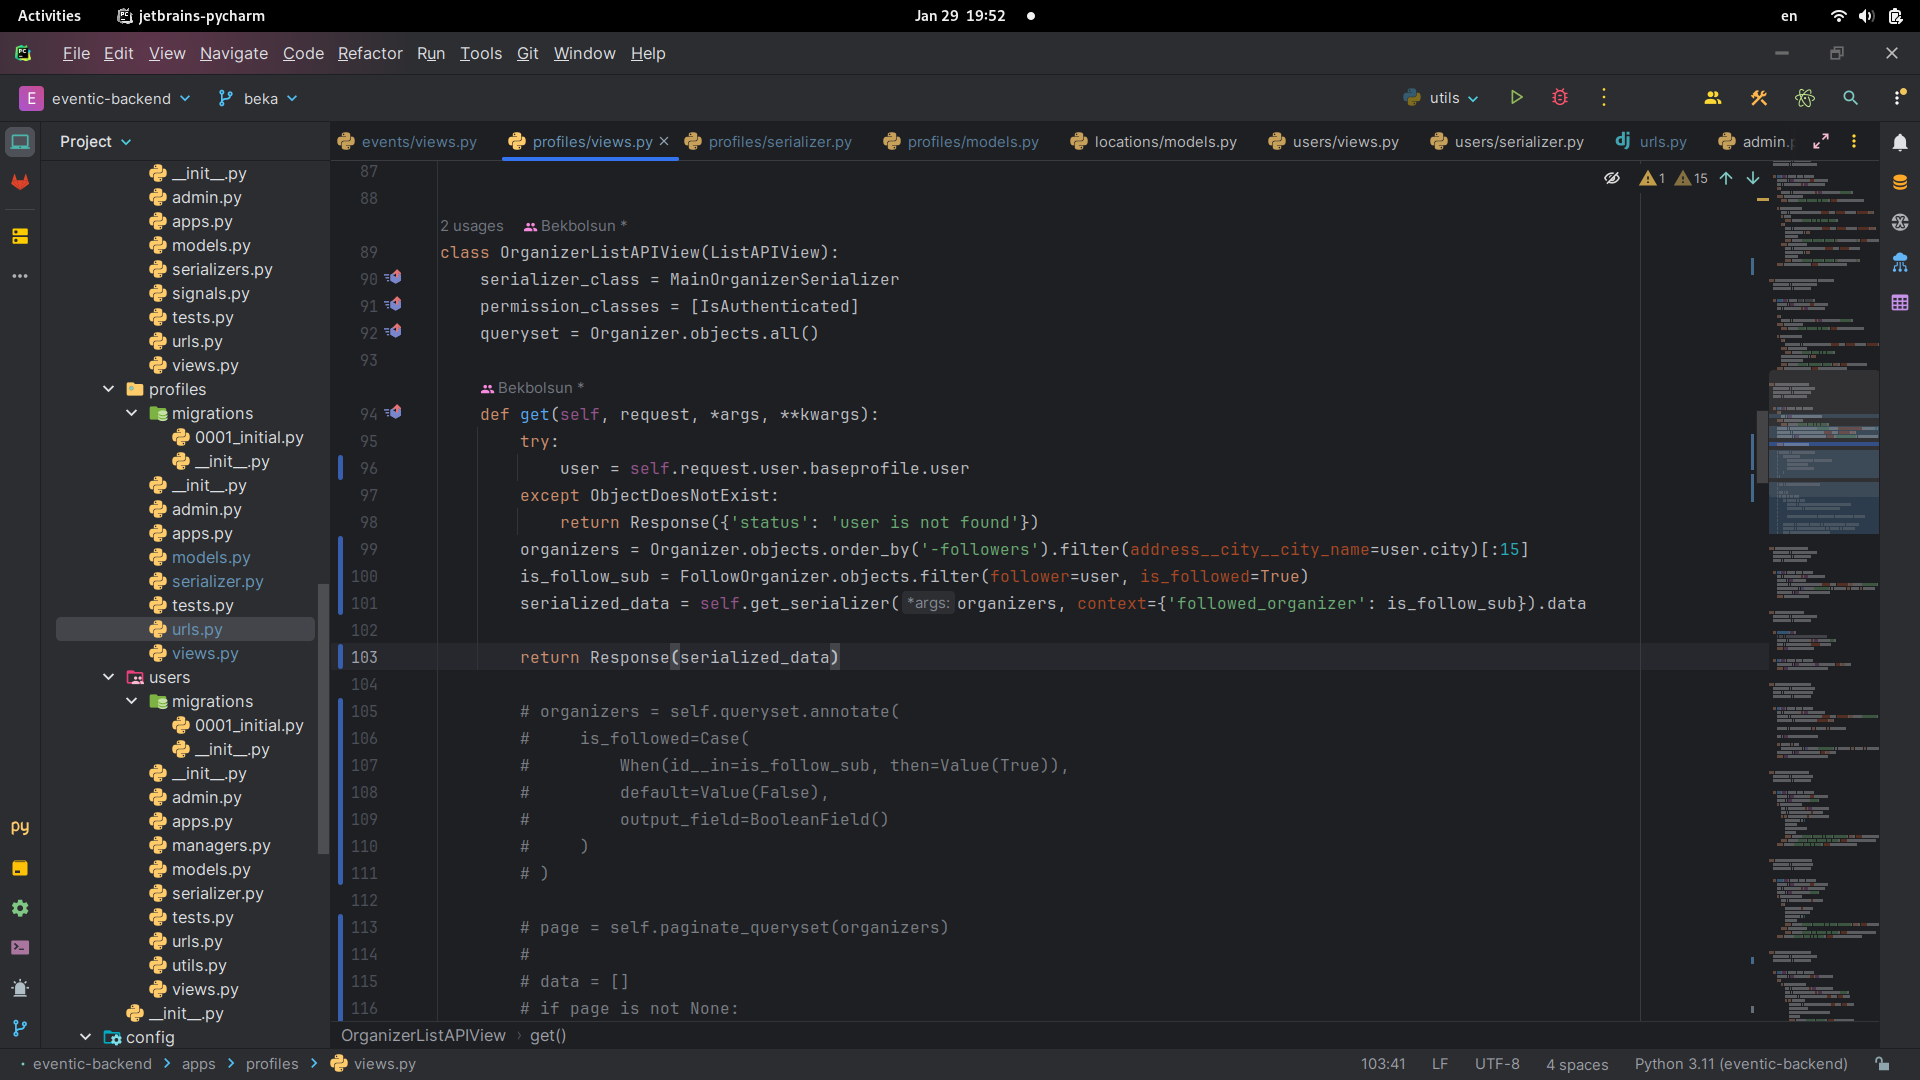 Activities jetbrains-pycharm Jan 29 19:52 en
File Edit View Navigate Code Refactor Run Tools Git Window Help
E eventic-backend beka utils
Project
events/views.py profiles/views.py profiles/serializer.py profiles/models.py locations/models.py users/views.py users/serializer.py urls.py admin.
__init__.py
admin.py
apps.py
models.py
serializers.py
signals.py
tests.py
urls.py
views.py
profiles
migrations
0001_initial.py
__init__.py
__init__.py
admin.py
apps.py
models.py
serializer.py
tests.py
urls.py
views.py
users
migrations
0001_initial.py
__init__.py
__init__.py
admin.py
apps.py
managers.py
models.py
serializer.py
tests.py
urls.py
utils.py
views.py
__init__.py
config
1 15
87
88
2 usages Bekbolsun *
89 class OrganizerListAPIView(ListAPIView):
90 serializer_class = MainOrganizerSerializer
91 permission_classes = [IsAuthenticated]
92 queryset = Organizer.objects.all()
93
Bekbolsun *
94 def get(self, request, *args, **kwargs):
95 try:
96 user = self.request.user.baseprofile.user
97 except ObjectDoesNotExist:
98 return Response({'status': 'user is not found'})
99 organizers = Organizer.objects.order_by('-followers').filter(address__city__city_name=user.city)[:15]
100 is_follow_sub = FollowOrganizer.objects.filter(follower=user, is_followed=True)
101 serialized_data = self.get_serializer( *args: organizers, context={'followed_organizer': is_follow_sub}).data
102
103 return Response(serialized_data)
104
105 # organizers = self.queryset.annotate(
106 # is_followed=Case(
107 # When(id__in=is_follow_sub, then=Value(True)),
108 # default=Value(False),
109 # output_field=BooleanField()
110 # )
111 # )
112
113 # page = self.paginate_queryset(organizers)
114 #
115 # data = []
116 # if page is not None:
OrganizerListAPIView › get()
eventic-backend apps profiles views.py 103:41 LF UTF-8 4 spaces Python 3.11 (eventic-backend)